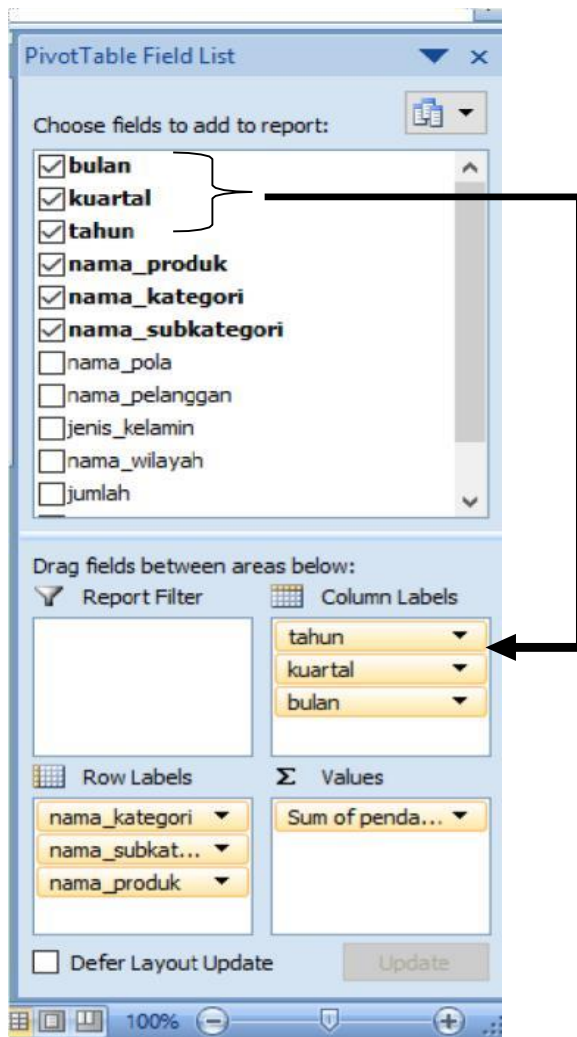 PivotTable Field List
Choose fields to add to report:
bulan
kuartal
tahun
nama_produk
nama_kategori
nama_subkategori
nama_pola
nama_pelanggan
jenis_kelamin
nama_wilayah
jumlah
Drag fields between areas below:
Report Filter
Column Labels
tahun
kuartal
bulan
Row Labels
Σ Values
nama_kategori
nama_subkat...
nama_produk
Sum of penda...
Defer Layout Update
Update
100%